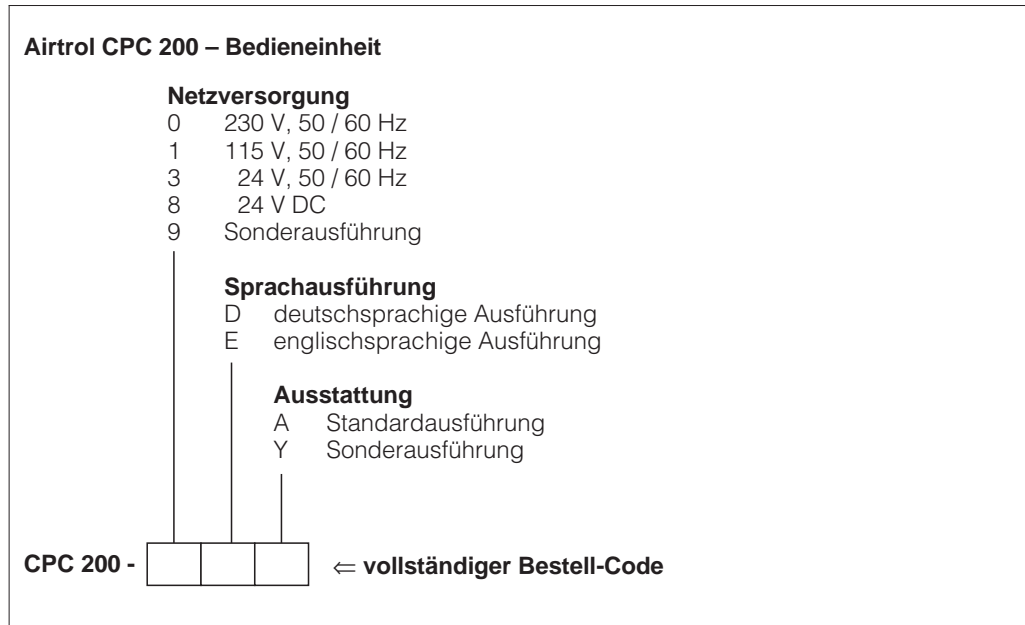 Airtrol CPC 200 – Bedieneinheit
Netzversorgung
0 230 V, 50 / 60 Hz
1 115 V, 50 / 60 Hz
3 24 V, 50 / 60 Hz
8 24 V DC
9 Sonderausführung
Sprachausführung
D deutschsprachige Ausführung
E englischsprachige Ausführung
Ausstattung
A Standardausführung
Y Sonderausführung
CPC 200 - ⇐ vollständiger Bestell-Code